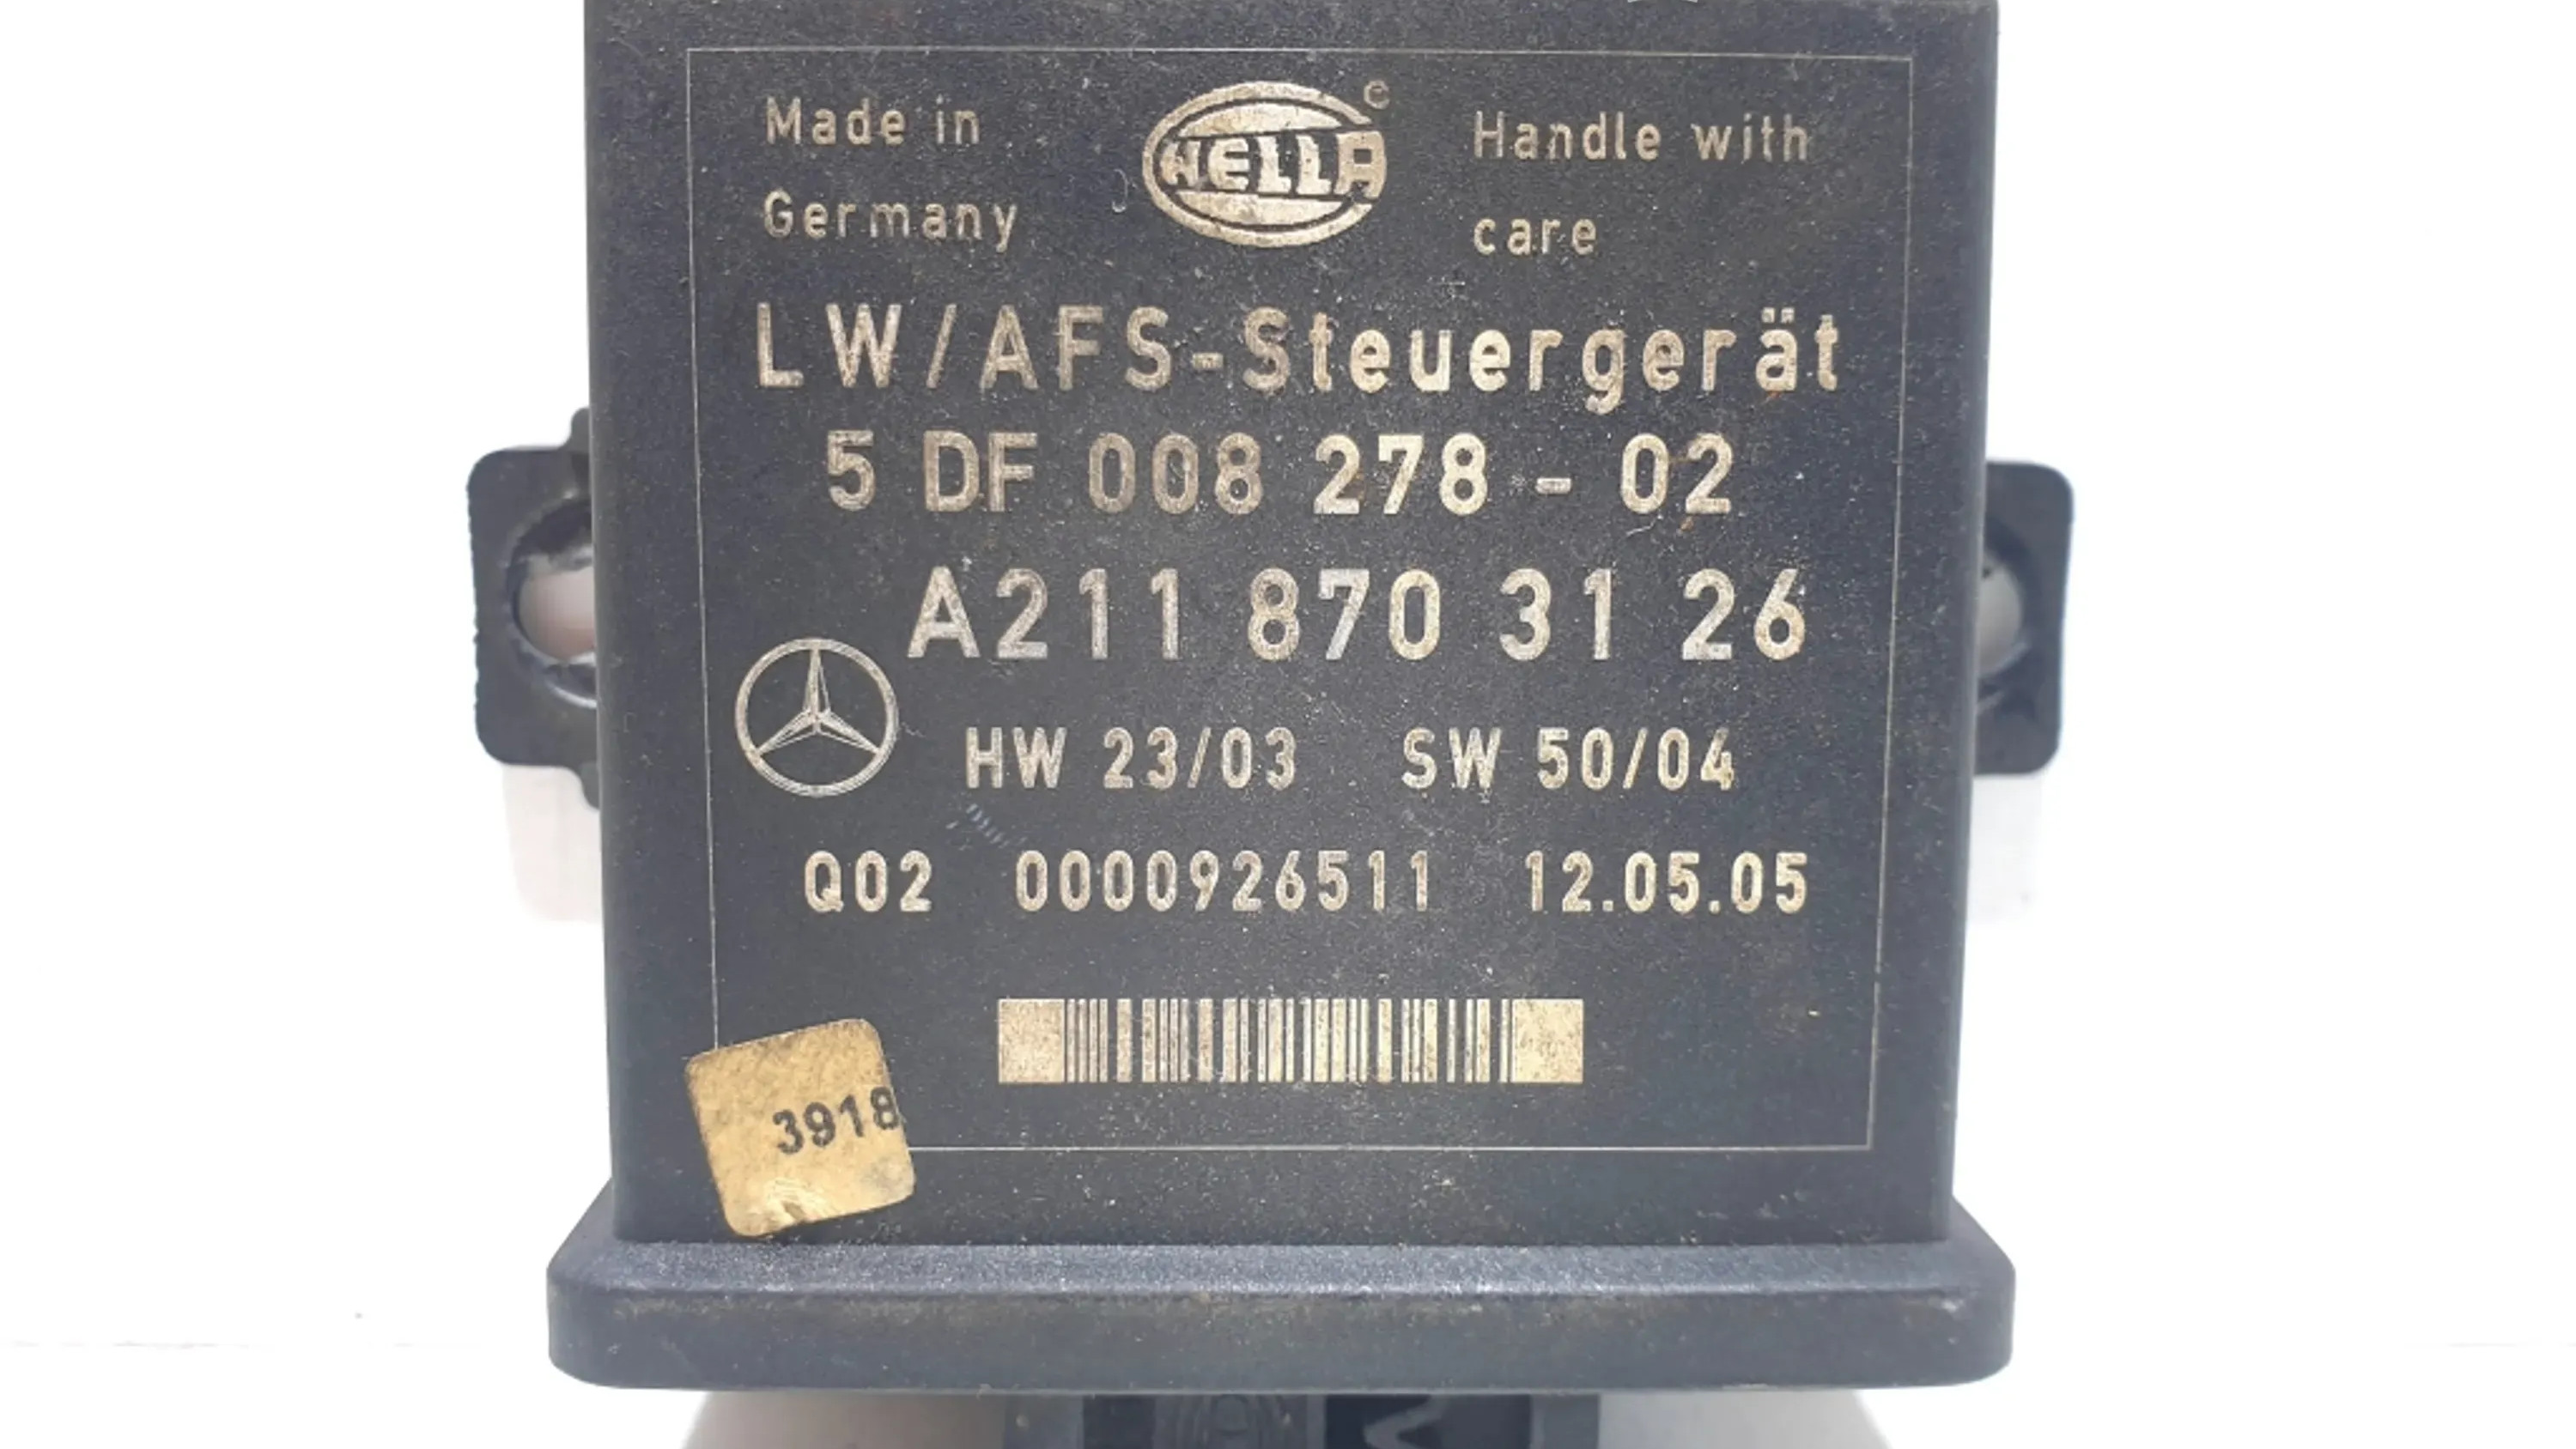 Made in
Germany
HELLA
©
Handle with
care
LW/AFS-Steuergerät
5 DF 008 278 - 02
A211 870 31 26
HW 23/03 SW 50/04
Q02 0000926511 12.05.05
3918